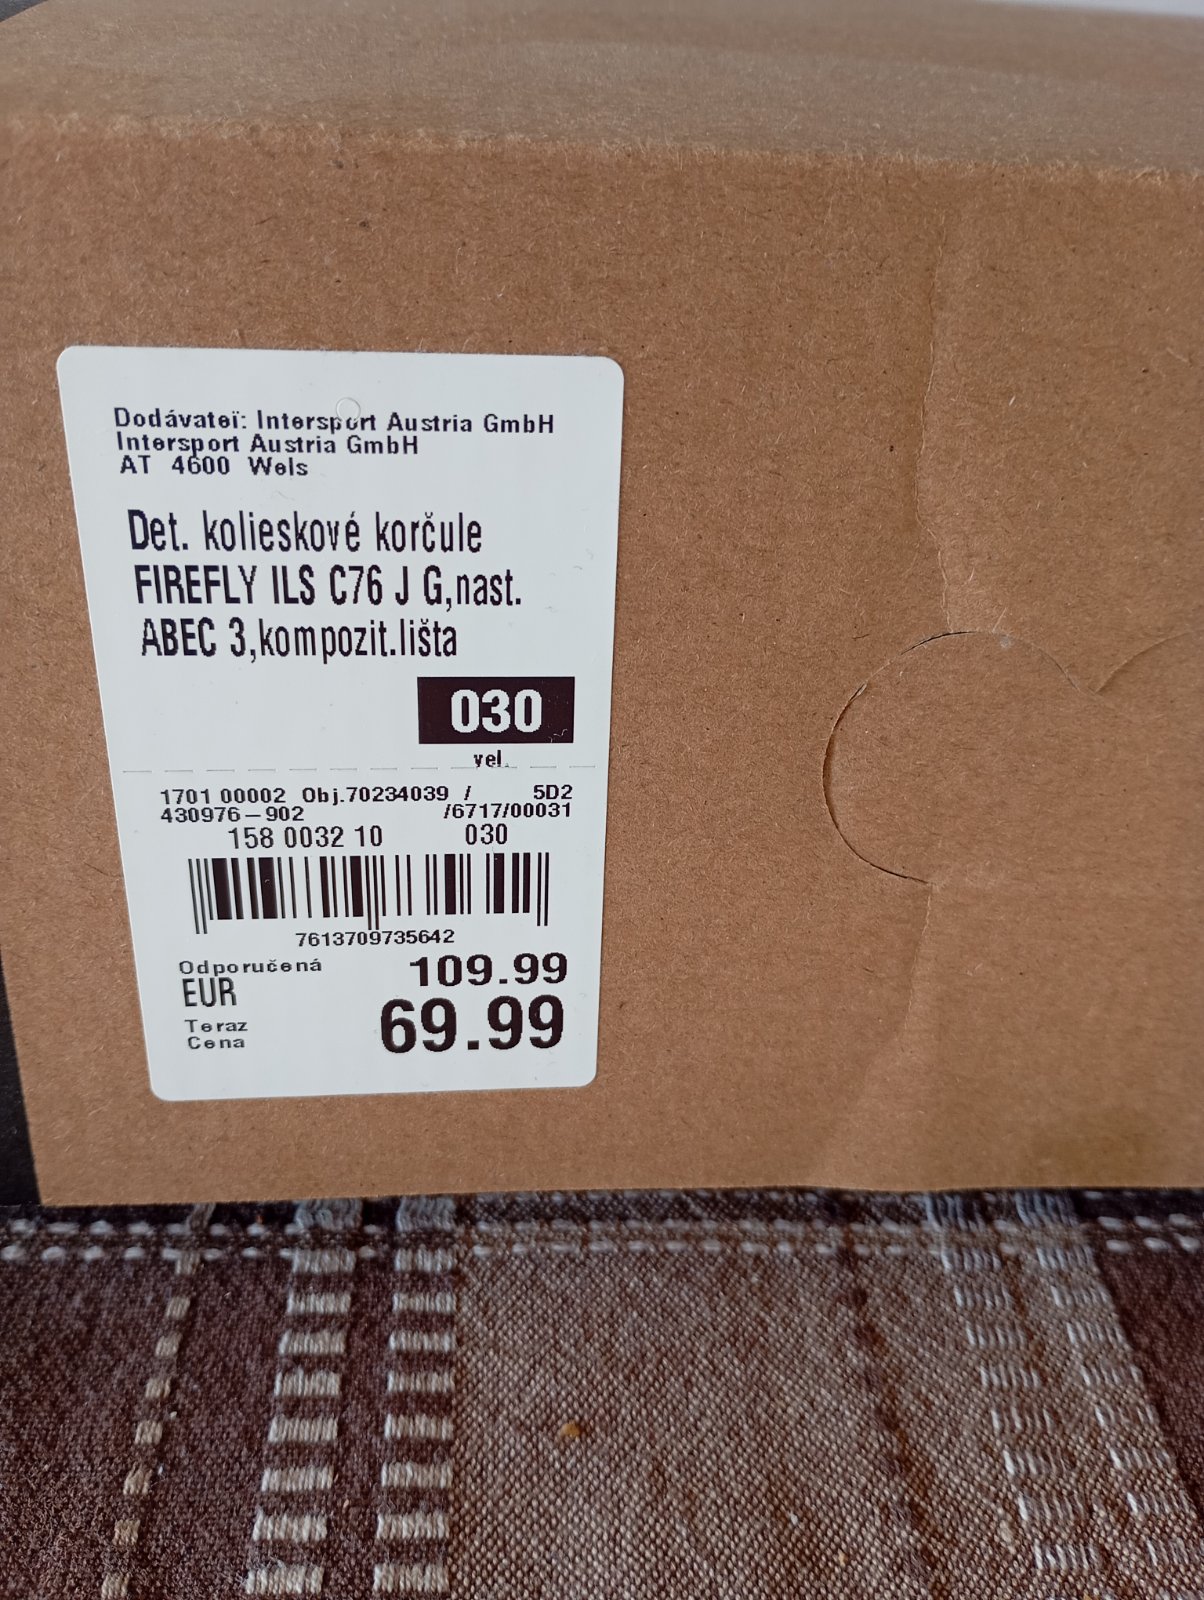 Dodávateľ: Intersport Austria GmbH
Intersport Austria GmbH
AT 4600 Wels
Det. kolieskové korčule
FIREFLY ILS C76 J G,nast.
ABEC 3,kompozit.lišta
030
vel.
1701 00002 Obj.70234039 / 5D2
430976-902 /6717/00031
158 0032 10 030
7613709735642
Odporučená 109.99
EUR
Teraz 69.99
Cena